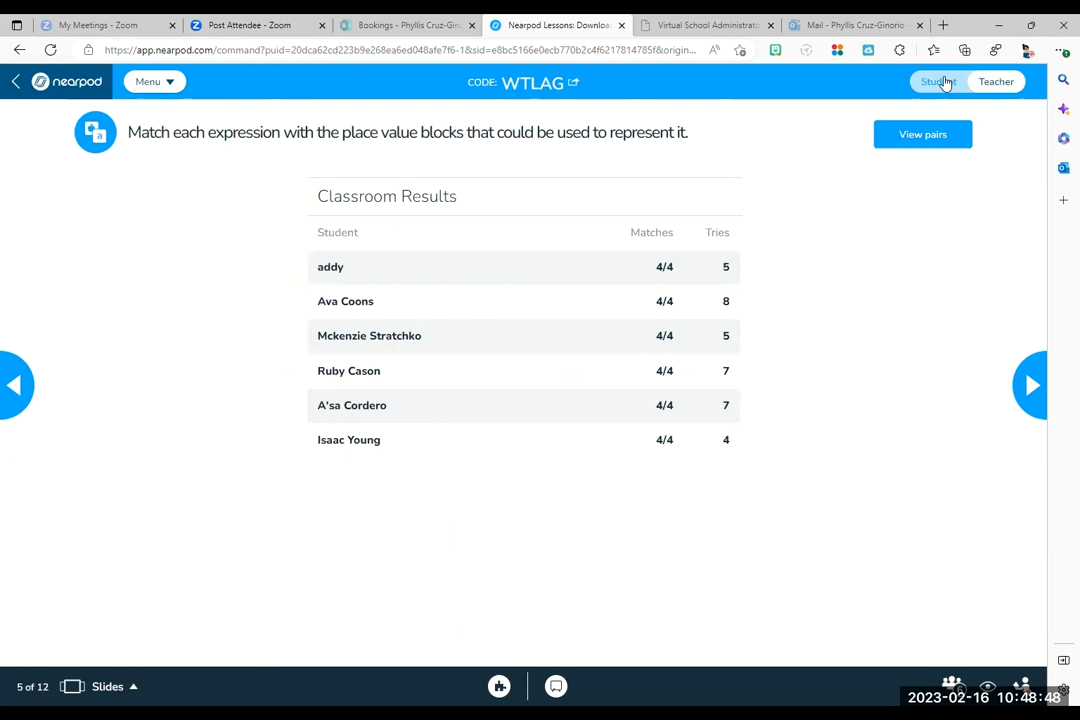 My Meetings - Zoom
Post Attendee - Zoom
Bookings - Phyllis Cruz-Gin
Nearpod Lessons: Downloa
Virtual School Administrato
Mail - Phyllis Cruz-Ginorio
https://app.nearpod.com/command?puid=20dca62cd223b9e268ea6ed048afe7f6-1&sid=e8bc5166e0ecb770b2c4f6217814785f&origin...
nearpod
Menu
CODE: WTLAG
Student
Teacher
Match each expression with the place value blocks that could be used to represent it.
View pairs
Classroom Results
Student Matches Tries
addy 4/4 5
Ava Coons 4/4 8
Mckenzie Stratchko 4/4 5
Ruby Cason 4/4 7
A'sa Cordero 4/4 7
Isaac Young 4/4 4
5 of 12
Slides
2023-02-16 10:48:48